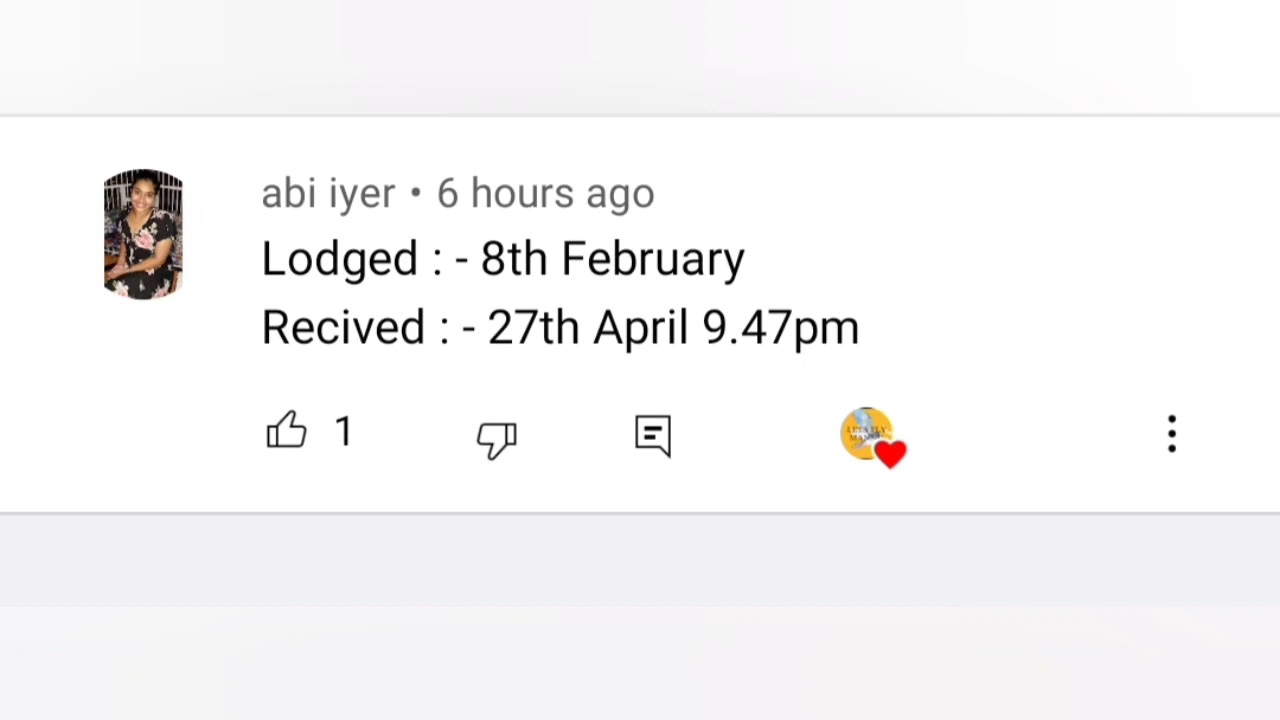 abi iyer • 6 hours ago
Lodged : - 8th February
Recived : - 27th April 9.47pm
1